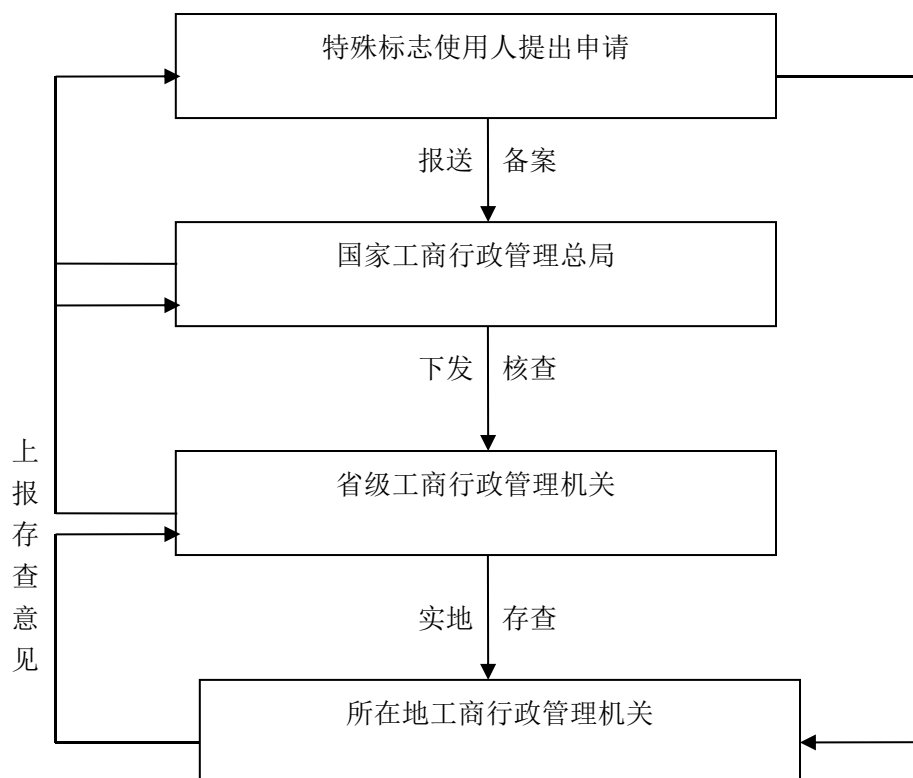 特殊标志使用人提出申请
报送 备案
国家工商行政管理总局
下发 核查
省级工商行政管理机关
实地 存查
所在地工商行政管理机关
上报存查意见